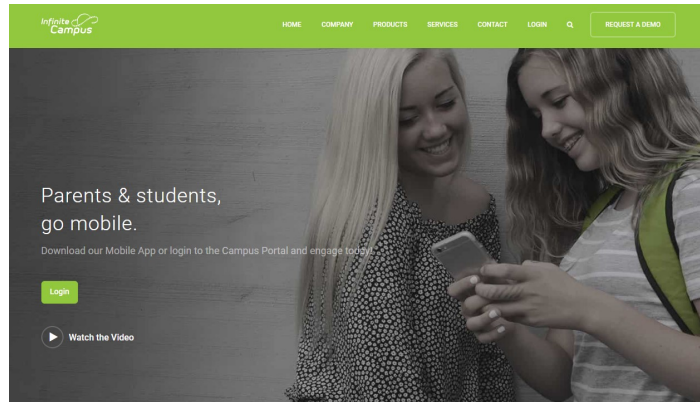 Infinite
Campus
HOME COMPANY PRODUCTS SERVICES CONTACT LOGIN REQUEST A DEMO
Parents & students,
go mobile.
Download our Mobile App or login to the Campus Portal and engage today!
Login
Watch the Video